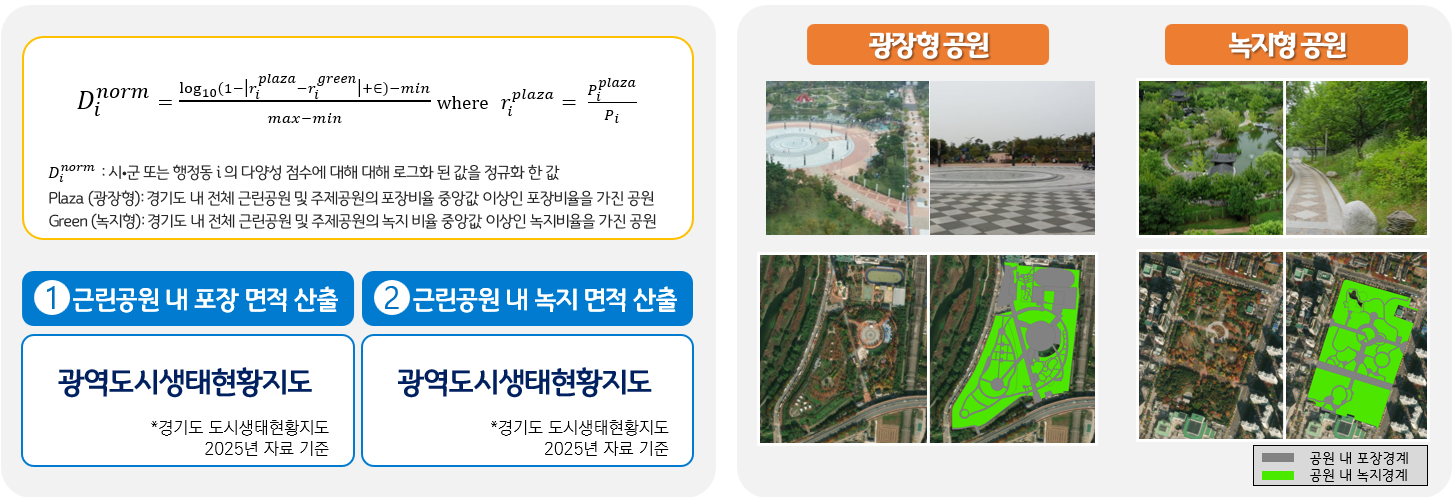 D_i^{norm} = \frac{\log_{10}(1-|r_i^{plaza}-r_i^{green}|+∈)-min}{max-min} where r_i^{plaza} = \frac{P_i^{plaza}}{P_i}
D_i^{norm} : 시•군 또는 행정동 i 의 다양성 점수에 대해 대해 로그화 된 값을 정규화 한 값
Plaza (광장형): 경기도 내 전체 근린공원 및 주제공원의 포장비율 중앙값 이상인 포장비율을 가진 공원
Green (녹지형): 경기도 내 전체 근린공원 및 주제공원의 녹지 비율 중앙값 이상인 녹지비율을 가진 공원
1 근린공원 내 포장 면적 산출
광역도시생태현황지도
*경기도 도시생태현황지도
2025년 자료 기준
2 근린공원 내 녹지 면적 산출
광역도시생태현황지도
*경기도 도시생태현황지도
2025년 자료 기준
광장형 공원
녹지형 공원
공원 내 포장경계
공원 내 녹지경계